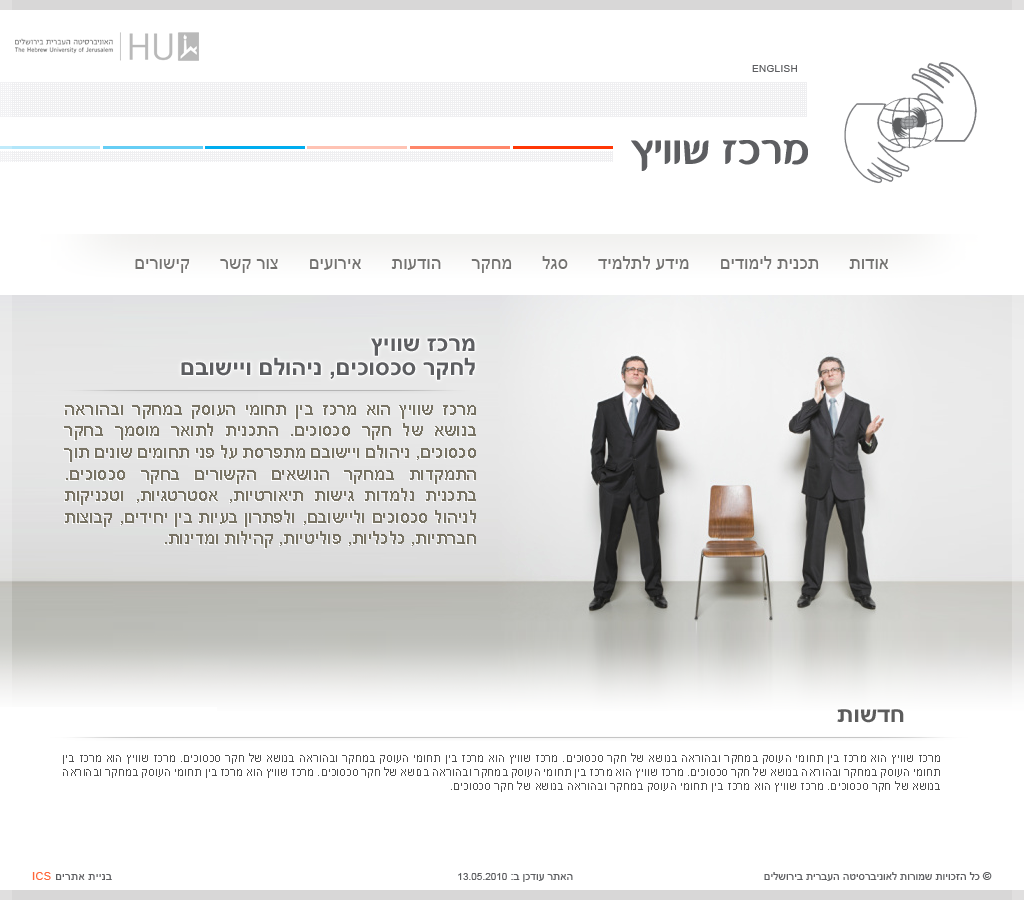 האוניברסיטה העברית בירושלים
The Hebrew University of Jerusalem
HU
ENGLISH
מרכז שוויץ
אודות תכנית לימודים מידע לתלמיד סגל מחקר הודעות אירועים צור קשר קישורים
מרכז שוויץ
לחקר סכסוכים, ניהולם ויישובם
מרכז שוויץ הוא מרכז בין תחומי העוסק במחקר ובהוראה
בנושא של חקר סכסוכים. התכנית לתואר מוסמך בחקר
סכסוכים, ניהולם ויישובם מתפרסת על פני תחומים שונים תוך
התמקדות במחקר הנושאים הקשורים בחקר סכסוכים.
בתכנית נלמדות גישות תיאורטיות, אסטרטגיות, וטכניקות
לניהול סכסוכים וליישובם, ולפתרון בעיות בין יחידים, קבוצות
חברתיות, כלכליות, פוליטיות, קהילות ומדינות.
חדשות
מרכז שוויץ הוא מרכז בין תחומי העוסק במחקר ובהוראה בנושא של חקר סכסוכים. מרכז שוויץ הוא מרכז בין תחומי העוסק במחקר ובהוראה בנושא של חקר סכסוכים. מרכז שוויץ הוא מרכז בין
תחומי העוסק במחקר ובהוראה בנושא של חקר סכסוכים. מרכז שוויץ הוא מרכז בין תחומי העוסק במחקר ובהוראה בנושא של חקר סכסוכים. מרכז שוויץ הוא מרכז בין תחומי העוסק במחקר ובהוראה
בנושא של חקר סכסוכים. מרכז שוויץ הוא מרכז בין תחומי העוסק במחקר ובהוראה בנושא של חקר סכסוכים.
© כל הזכויות שמורות לאוניברסיטה העברית בירושלים
האתר עודכן ב: 13.05.2010
בניית אתרים ICS